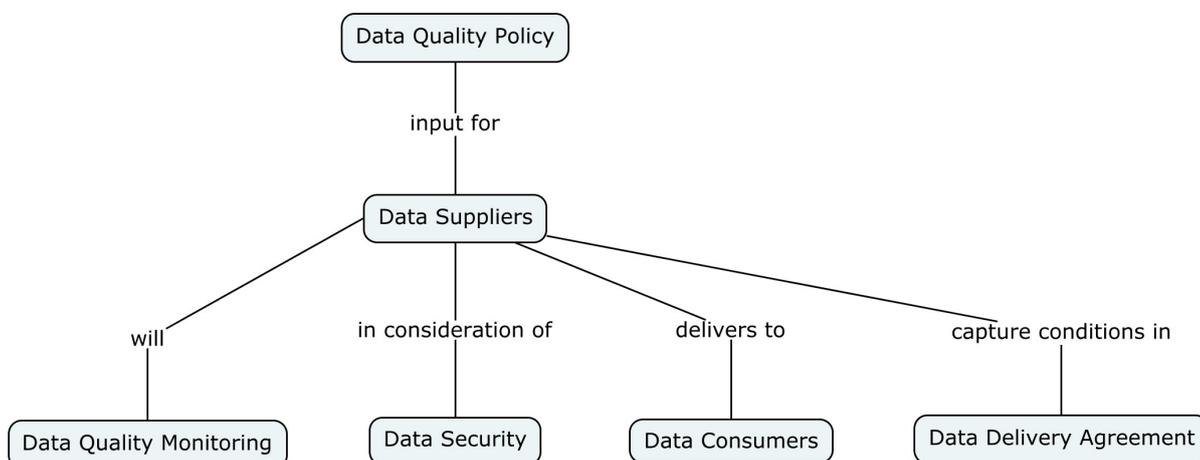 Data Quality Policy
input for
Data Suppliers
will
in consideration of
delivers to
capture conditions in
Data Quality Monitoring
Data Security
Data Consumers
Data Delivery Agreement